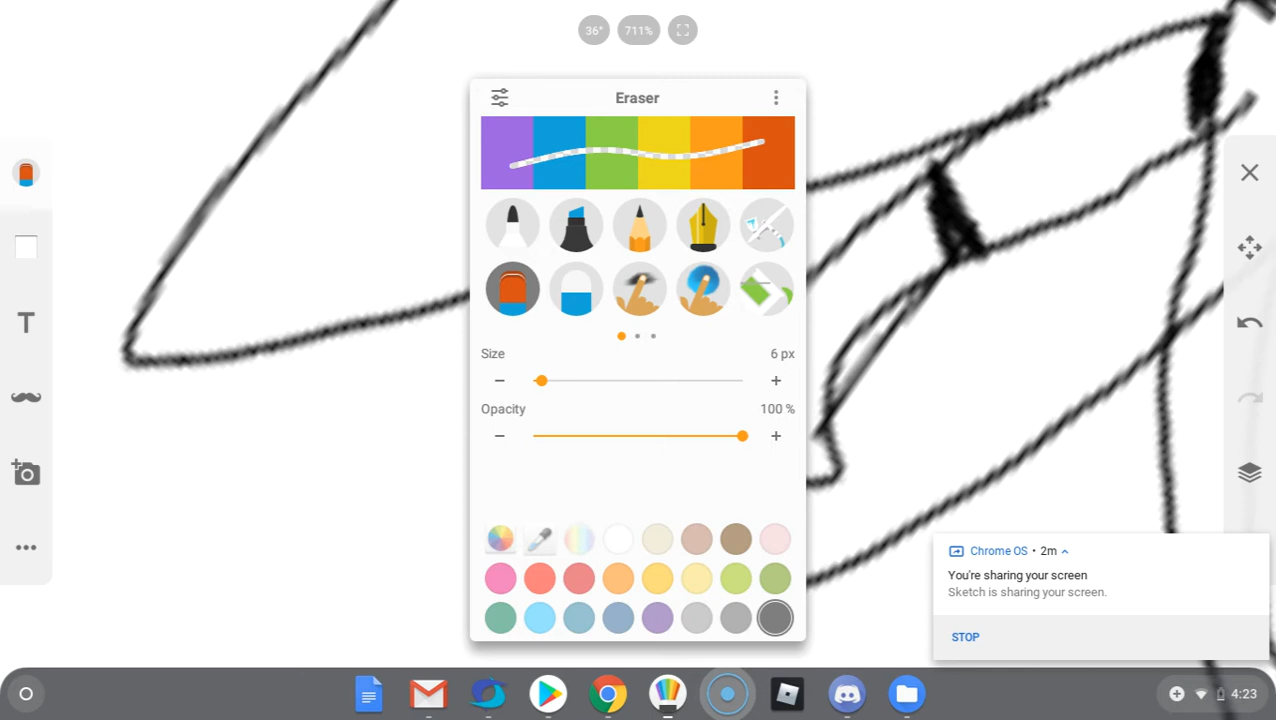 36°
711%
Eraser
Size
6 px
Opacity
100 %
T
Chrome OS • 2m
You're sharing your screen
Sketch is sharing your screen.
STOP
4:23